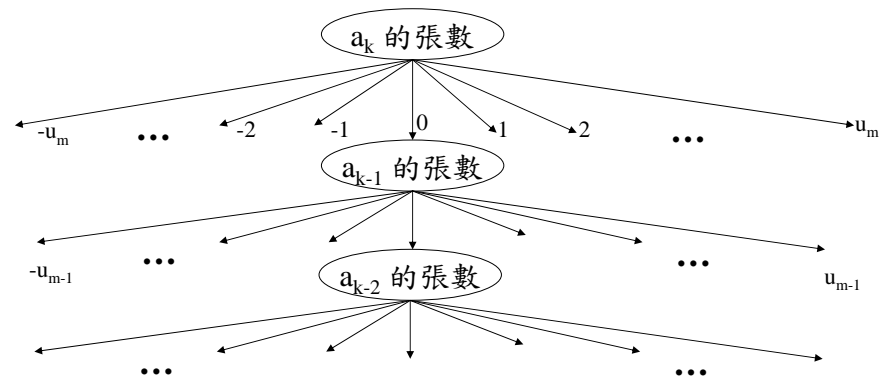 a_k 的張數
-u_m ••• -2 -1 0 1 2 ••• u_m
a_{k-1} 的張數
-u_{m-1} ••• ••• u_{m-1}
a_{k-2} 的張數
••• •••